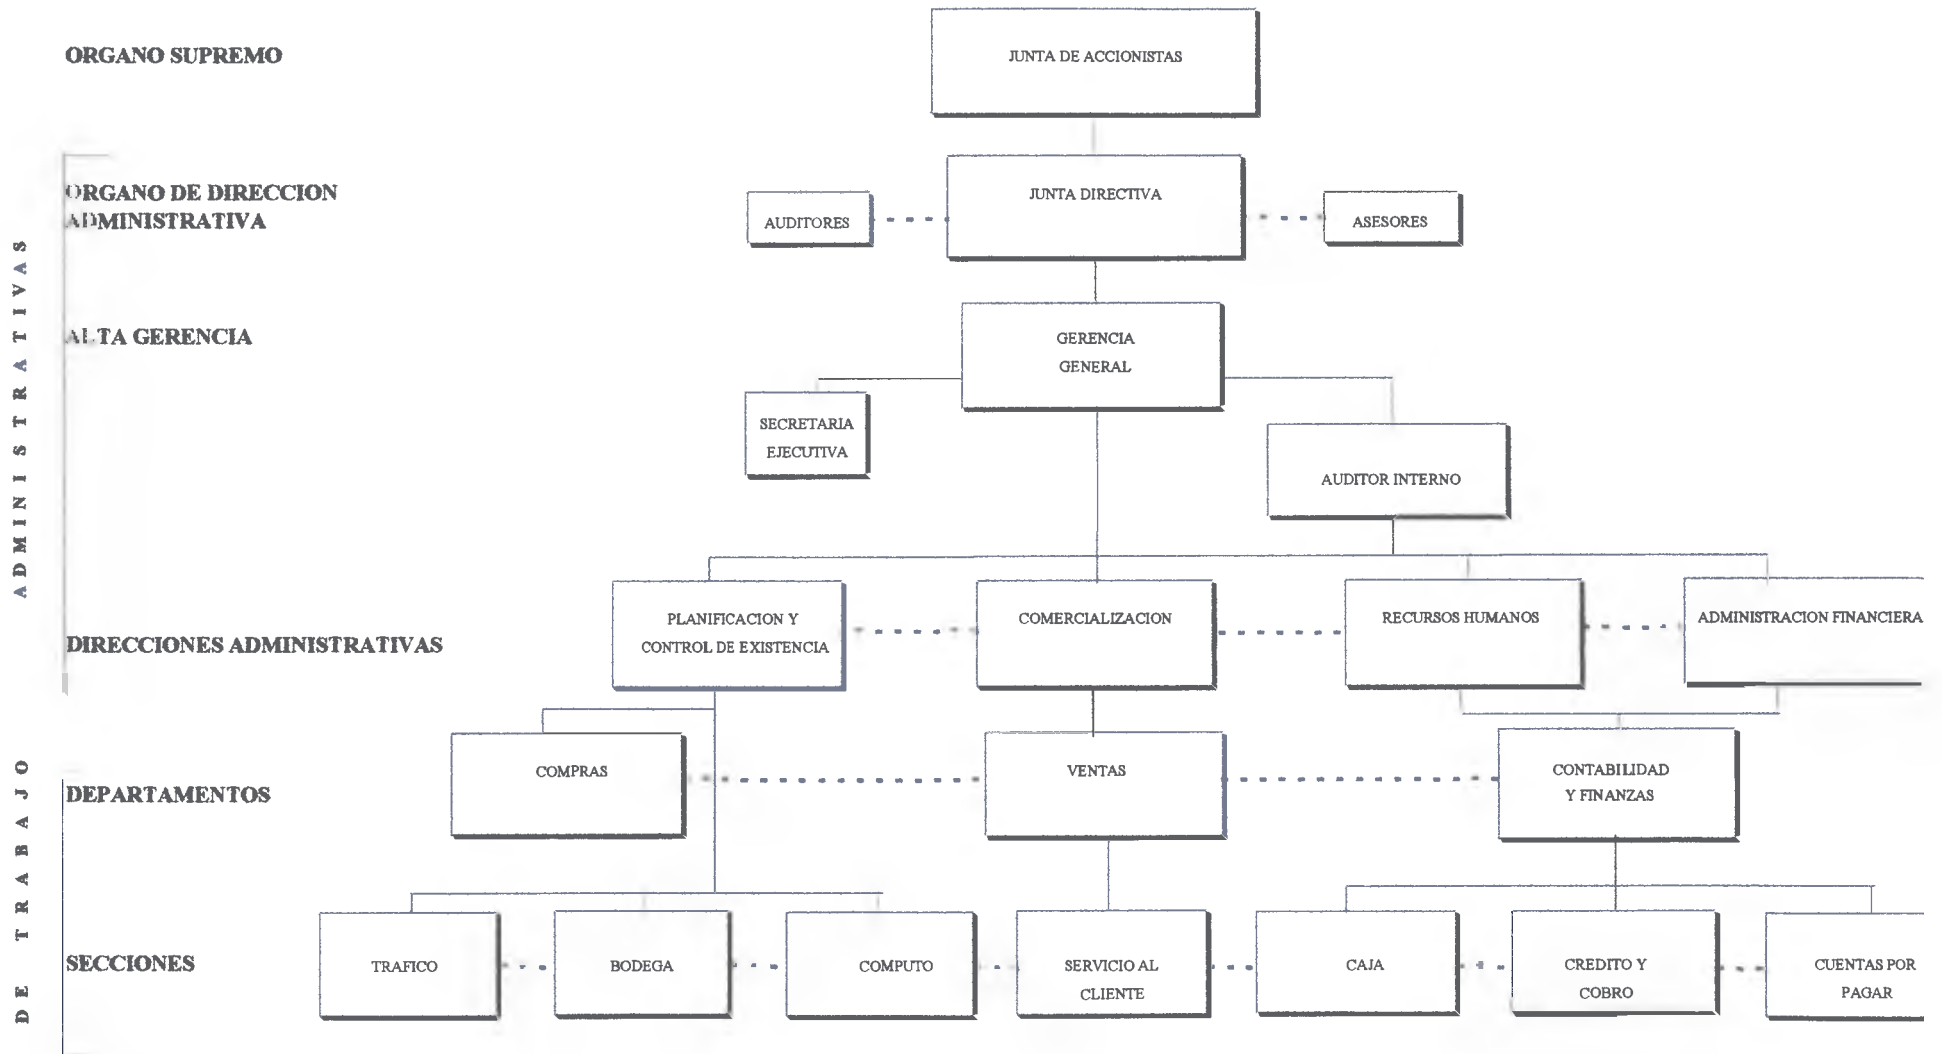 ORGANO SUPREMO
JUNTA DE ACCIONISTAS
ORGANO DE DIRECCION
ADMINISTRATIVA
JUNTA DIRECTIVA
AUDITORES
ASESORES
ALTA GERENCIA
GERENCIA
GENERAL
SECRETARIA
EJECUTIVA
AUDITOR INTERNO
ADMINISTRATIVAS
DIRECCIONES ADMINISTRATIVAS
PLANIFICACION Y
CONTROL DE EXISTENCIA
COMERCIALIZACION
RECURSOS HUMANOS
ADMINISTRACION FINANCIERA
DEPARTAMENTOS
COMPRAS
VENTAS
CONTABILIDAD
Y FINANZAS
DE TRABAJO
SECCIONES
TRAFICO
BODEGA
COMPUTO
SERVICIO AL
CLIENTE
CAJA
CREDITO Y
COBRO
CUENTAS POR
PAGAR